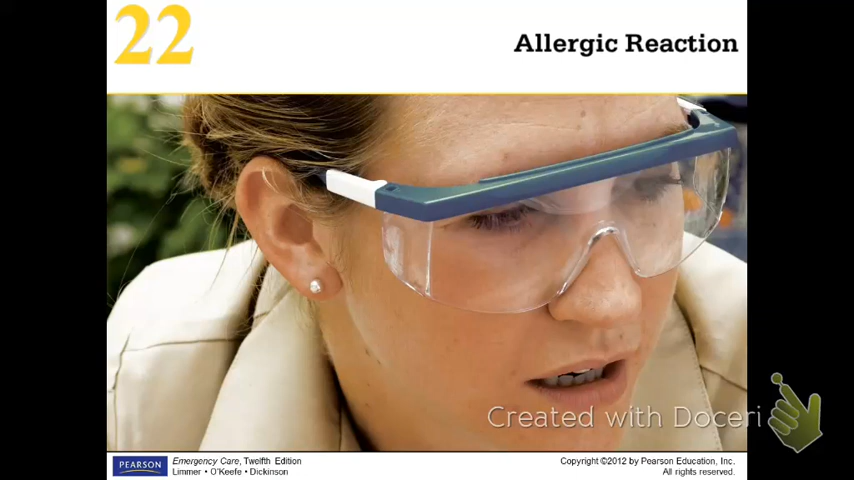 22
Allergic Reaction
Created with Doceri
PEARSON
Emergency Care, Twelfth Edition
Limmer • O'Keefe • Dickinson
Copyright ©2012 by Pearson Education, Inc.
All rights reserved.